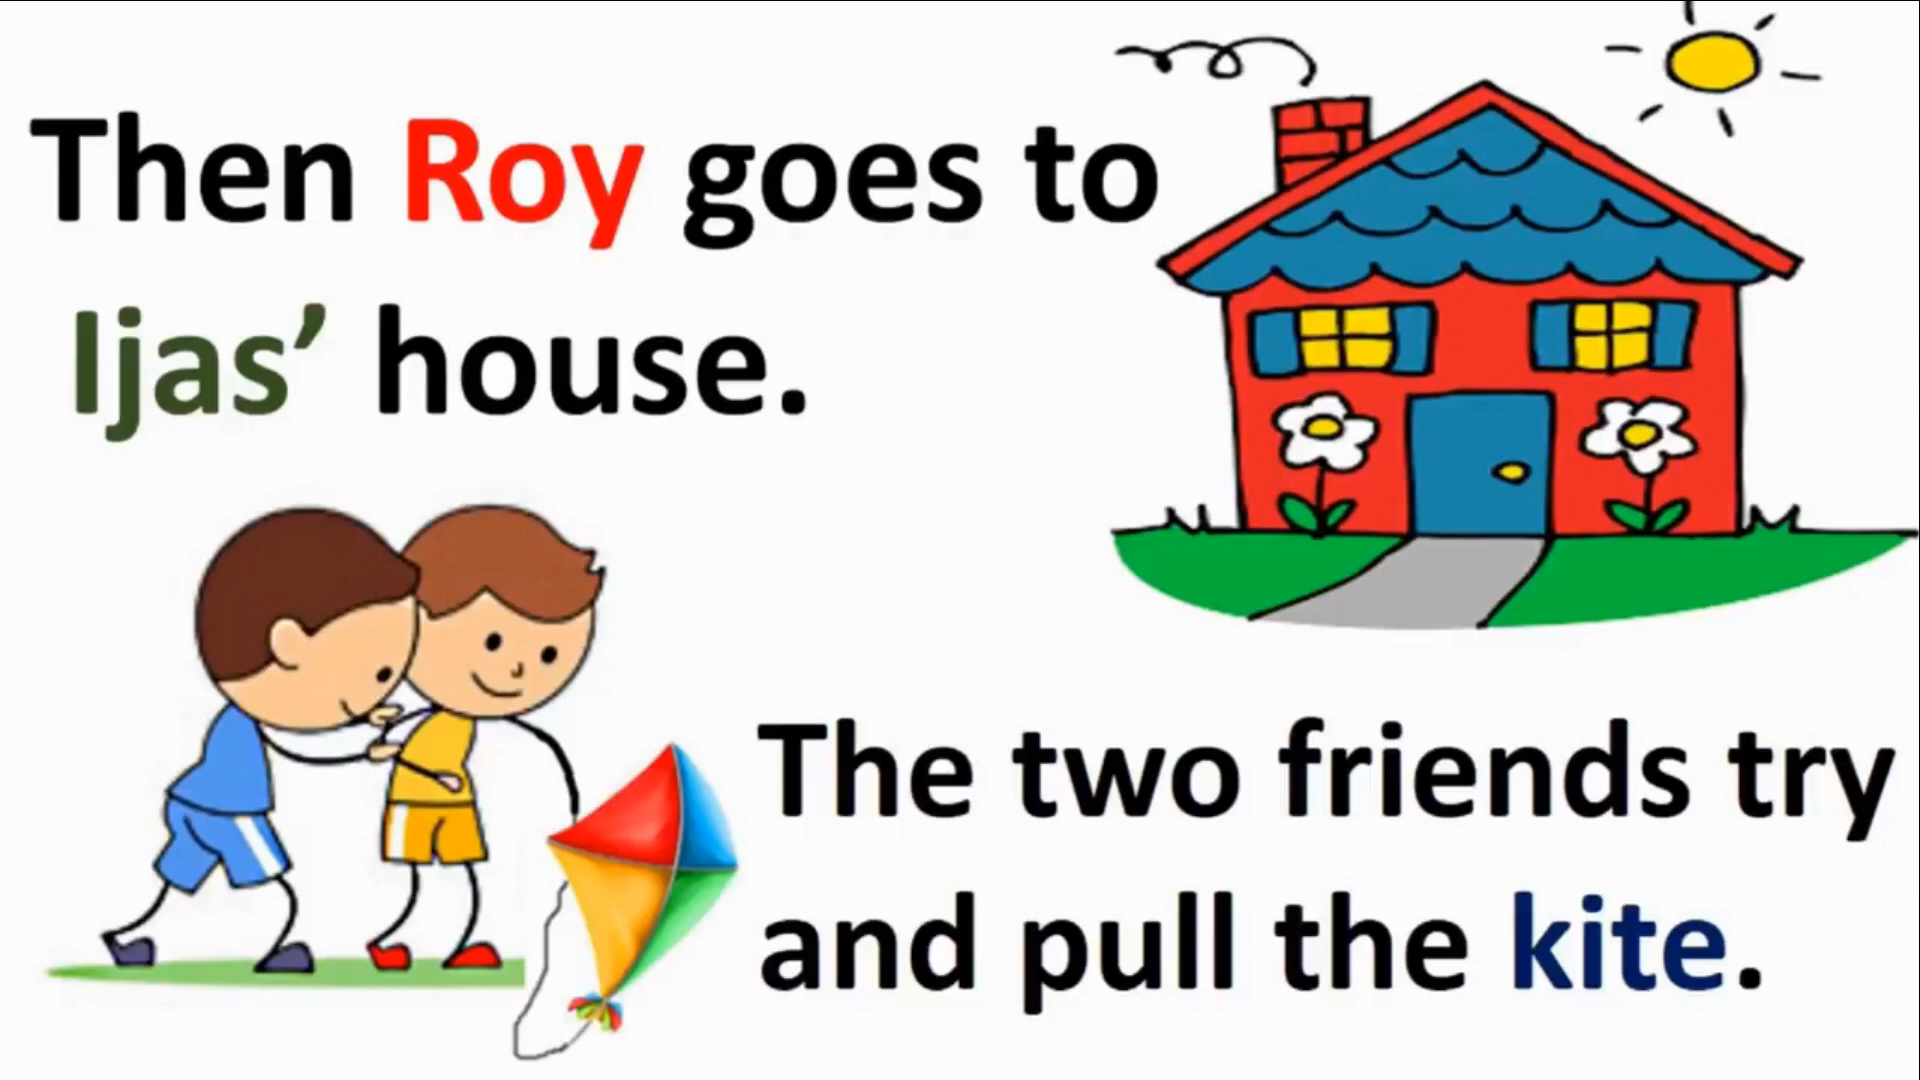 Then Roy goes to
Ijas’ house.
The two friends try
and pull the kite.